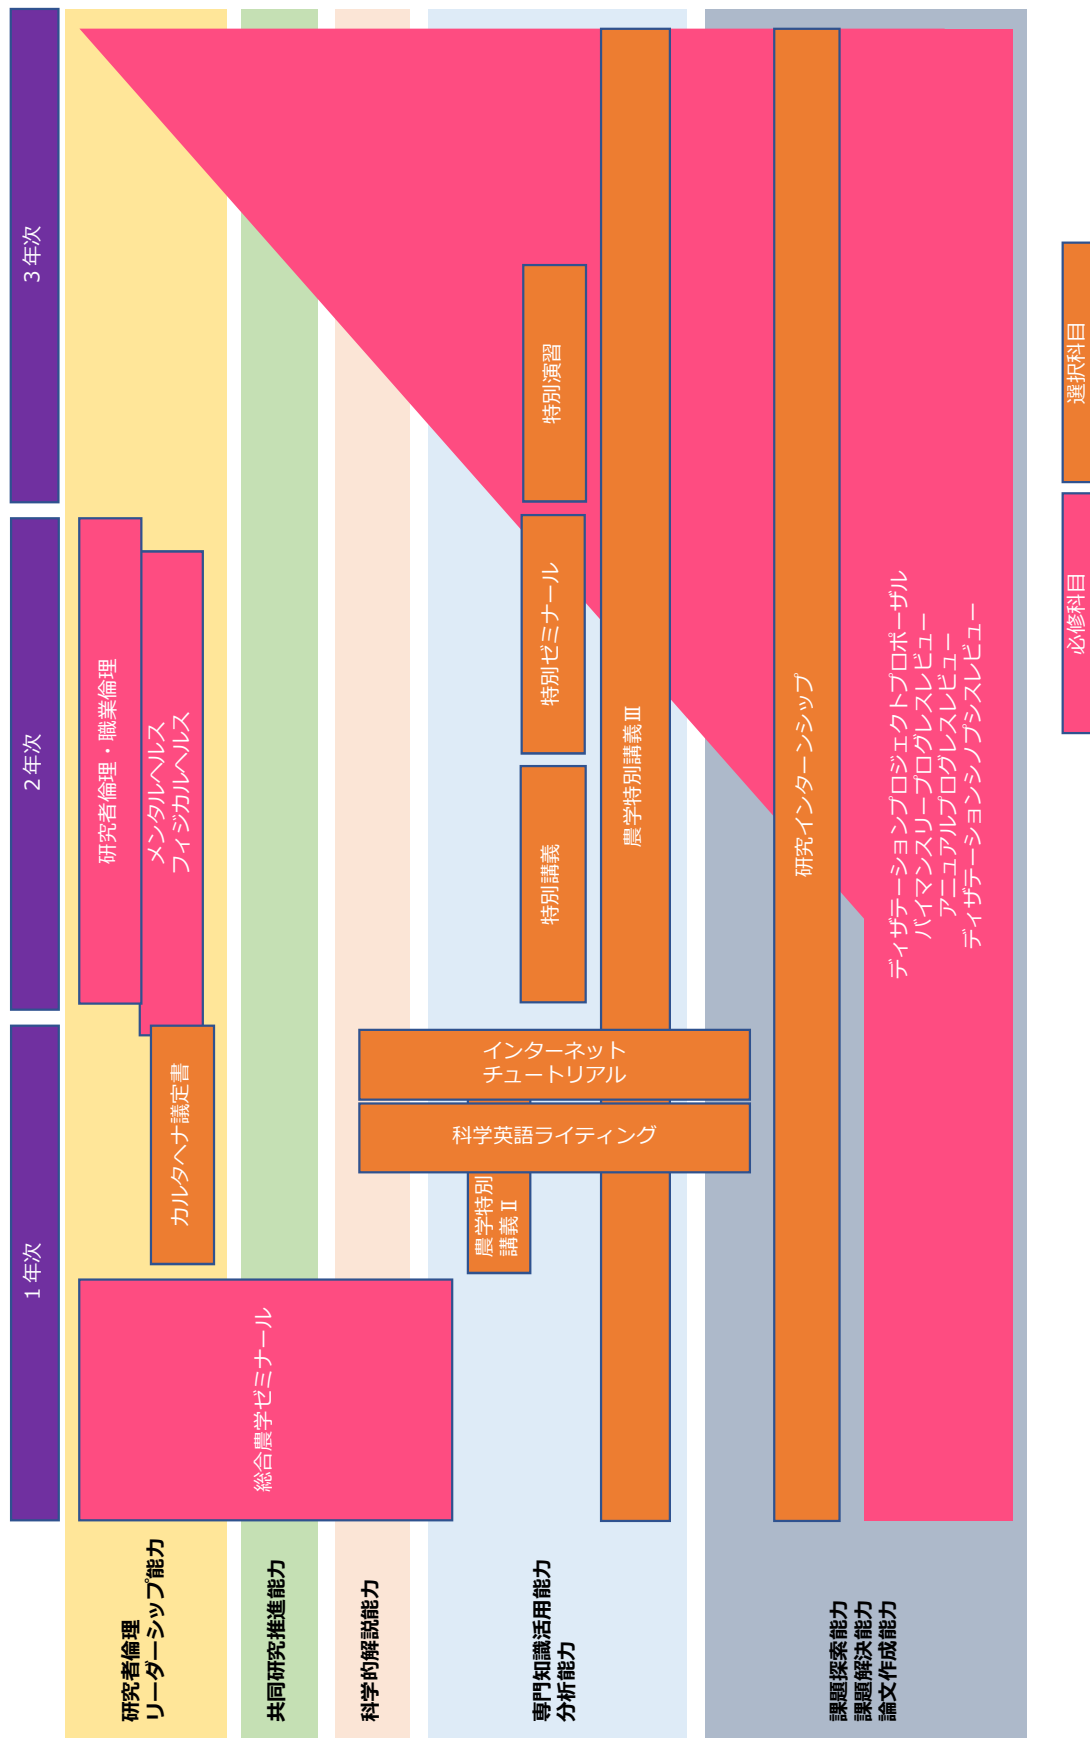 1年次
2年次
3年次
研究者倫理
リーダーシップ能力
総合農学ゼミナール
カルタヘナ議定書
研究者倫理・職業倫理
メンタルヘルス
フィジカルヘルス
共同研究推進能力
科学的解説能力
専門知識活用能力
分析能力
農学特別
講義Ⅱ
科学英語ライティング
インターネット
チュートリアル
特別講義
特別ゼミナール
特別演習
農学特別講義Ⅲ
課題探索能力
課題解決能力
論文作成能力
研究インターンシップ
ディザテーションプロジェクトプロポーザル
バイマンスリープログレスレビュー
アニュアルプログレスレビュー
ディザテーションシノプシスレビュー
必修科目
選択科目